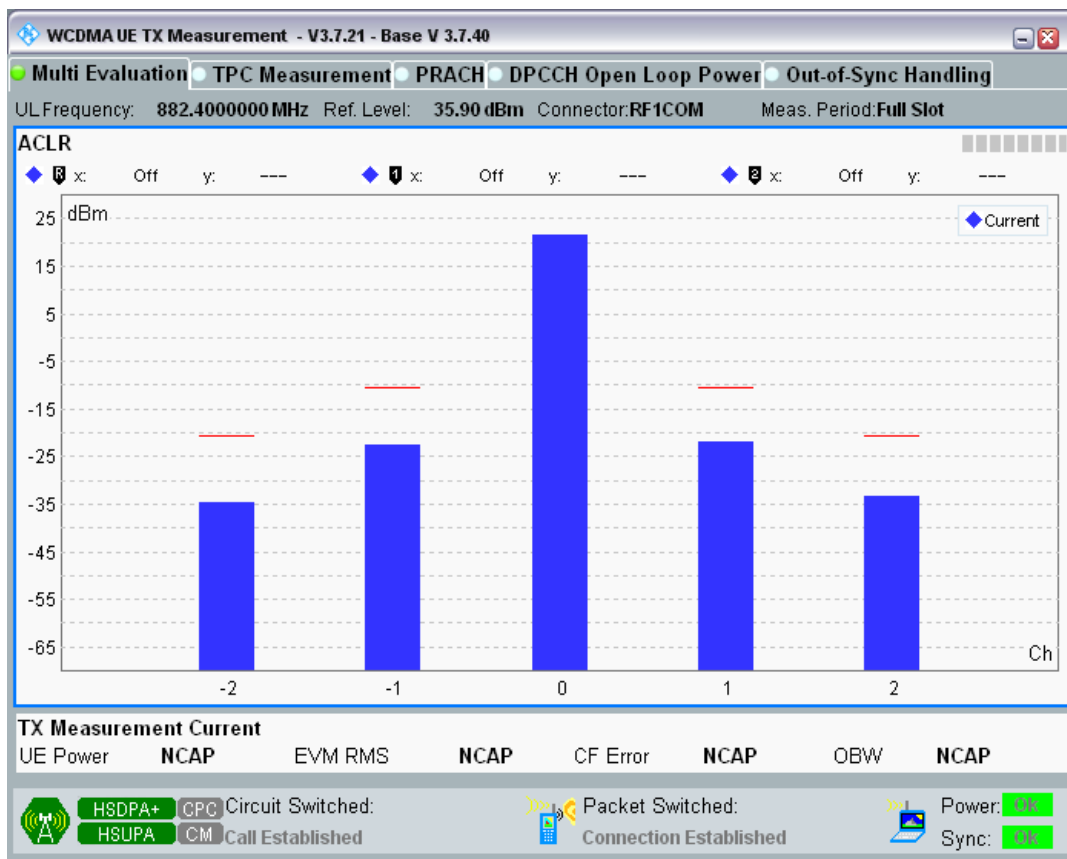 WCDMA UE TX Measurement - V3.7.21 - Base V 3.7.40
Multi Evaluation TPC Measurement PRACH DPCCH Open Loop Power Out-of-Sync Handling
UL Frequency: 882.4000000 MHz Ref. Level: 35.90 dBm Connector:RF1COM Meas. Period:Full Slot
ACLR
R x: Off y: --- 1 x: Off y: --- 2 x: Off y: ---
dBm
Current
25
15
5
-5
-15
-25
-35
-45
-55
-65
Ch
-2 -1 0 1 2
TX Measurement Current
UE Power NCAP EVM RMS NCAP CF Error NCAP OBW NCAP
HSDPA+ CPC Circuit Switched: Packet Switched: Power: OK
HSUPA CM Call Established Connection Established Sync: OK